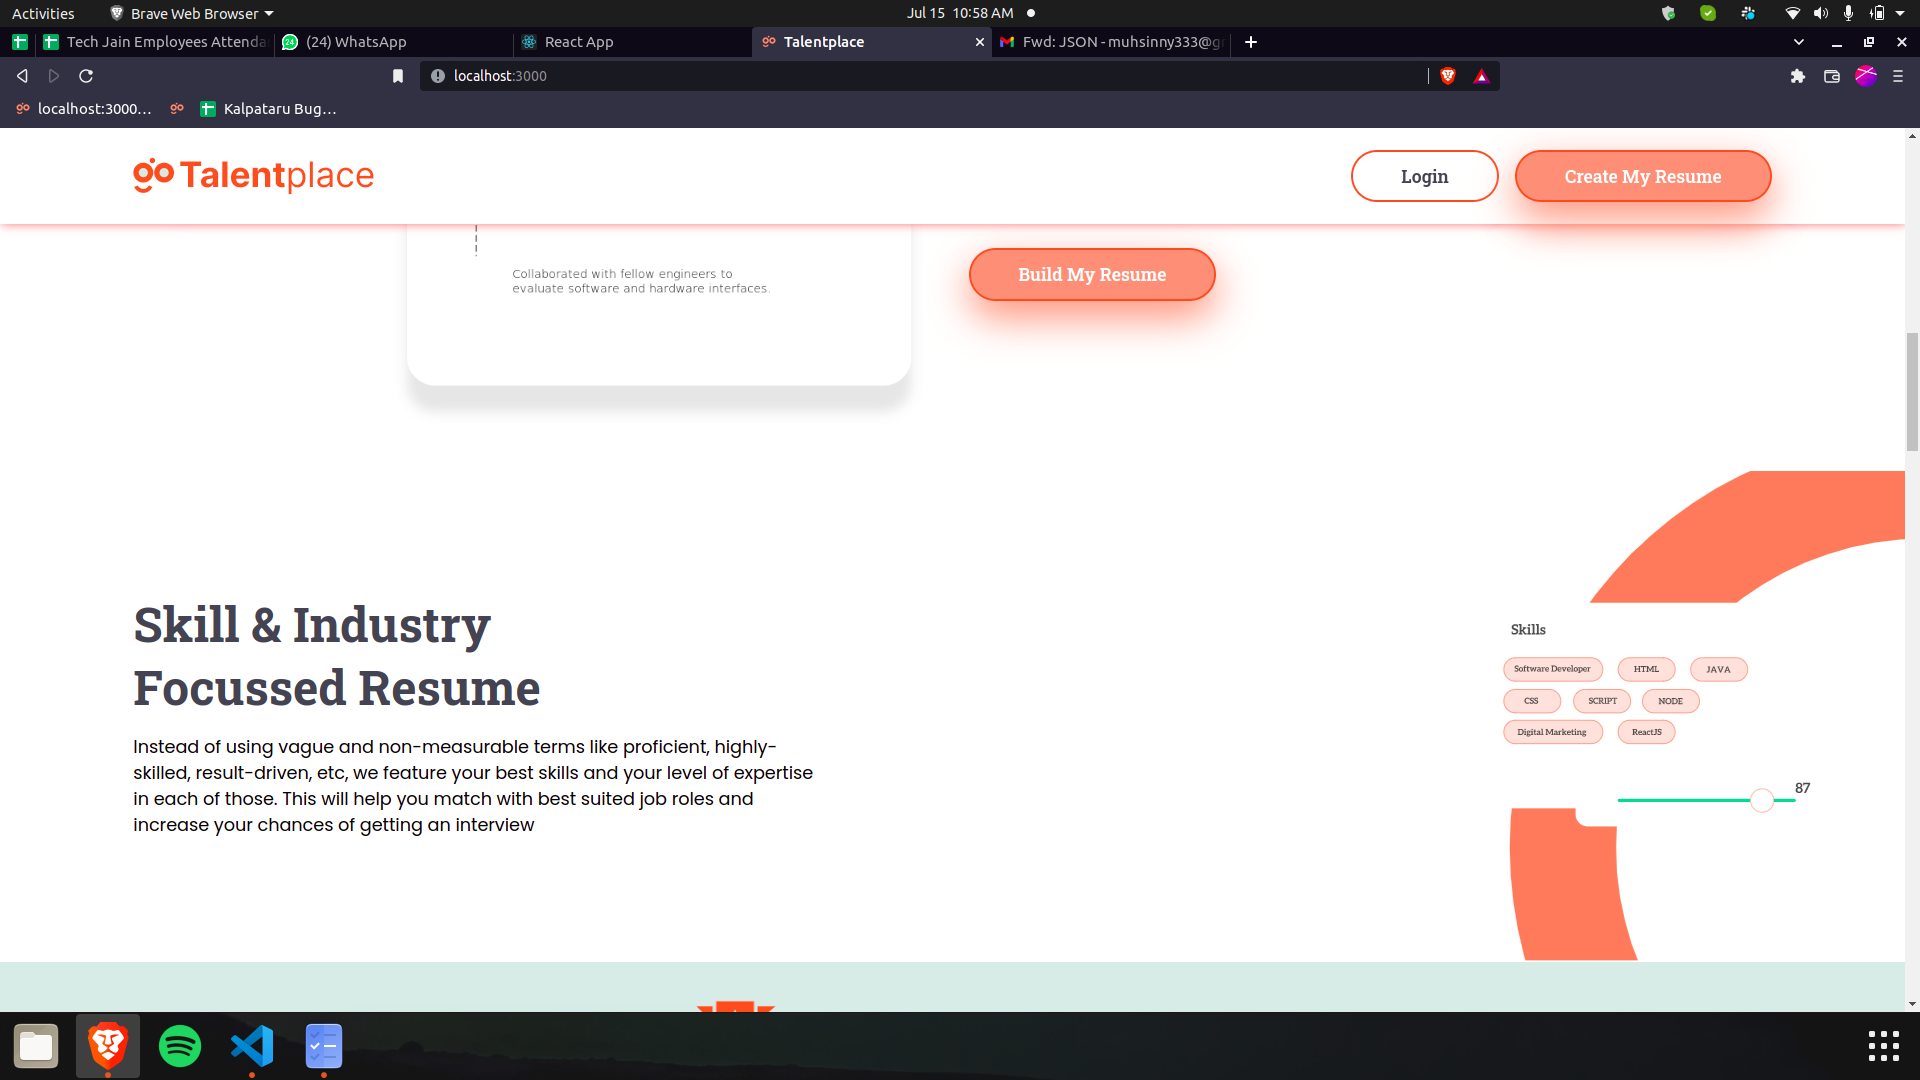 Activities
Brave Web Browser
Jul 15 10:58 AM
Tech Jain Employees Attenda
24
(24) WhatsApp
React App
Talentplace
Fwd: JSON - muhsinny333@g
localhost:3000
localhost:3000...
Kalpataru Bug...
go Talentplace
Login
Create My Resume
Collaborated with fellow engineers to
evaluate software and hardware interfaces.
Build My Resume
Skill & Industry
Focussed Resume
Instead of using vague and non-measurable terms like proficient, highly-
skilled, result-driven, etc, we feature your best skills and your level of expertise
in each of those. This will help you match with best suited job roles and
increase your chances of getting an interview
Skills
Software Developer
HTML
JAVA
CSS
SCRIPT
NODE
Digital Marketing
ReactJS
87